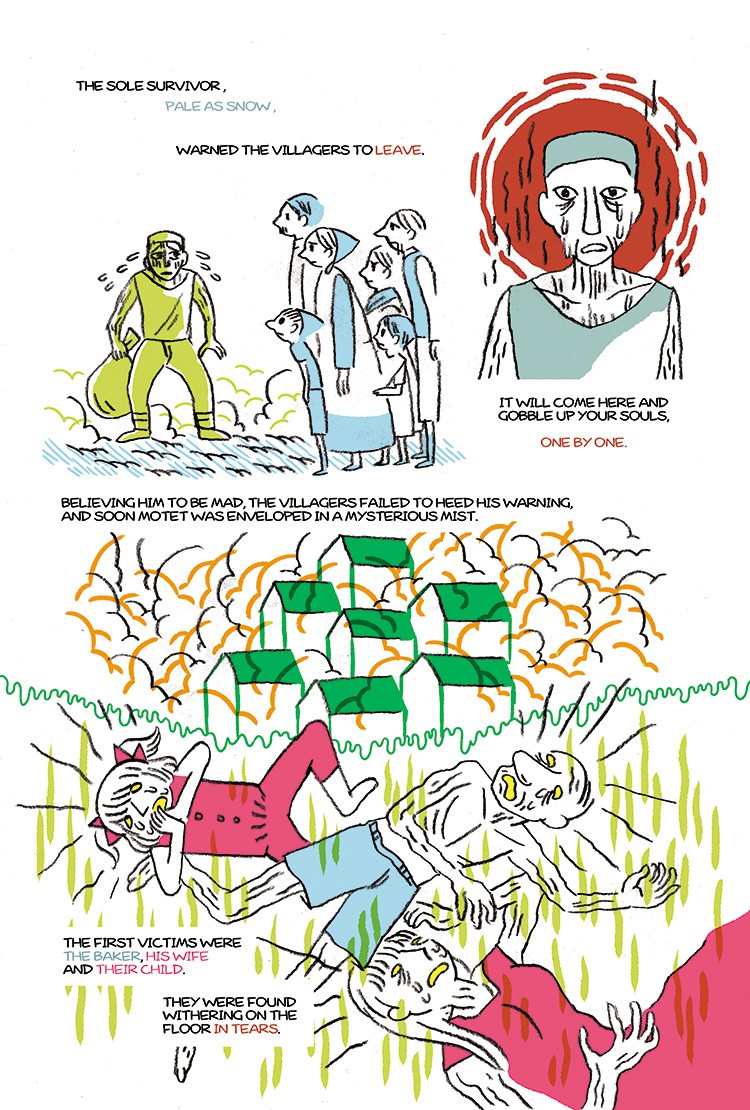 THE SOLE SURVIVOR,
PALE AS SNOW,
WARNED THE VILLAGERS TO LEAVE.
IT WILL COME HERE AND
GOBBLE UP YOUR SOULS,
ONE BY ONE.
BELIEVING HIM TO BE MAD, THE VILLAGERS FAILED TO HEED HIS WARNING,
AND SOON MOTET WAS ENVELOPED IN A MYSTERIOUS MIST.
THE FIRST VICTIMS WERE
THE BAKER, HIS WIFE
AND THEIR CHILD.
THEY WERE FOUND
WITHERING ON THE
FLOOR IN TEARS.